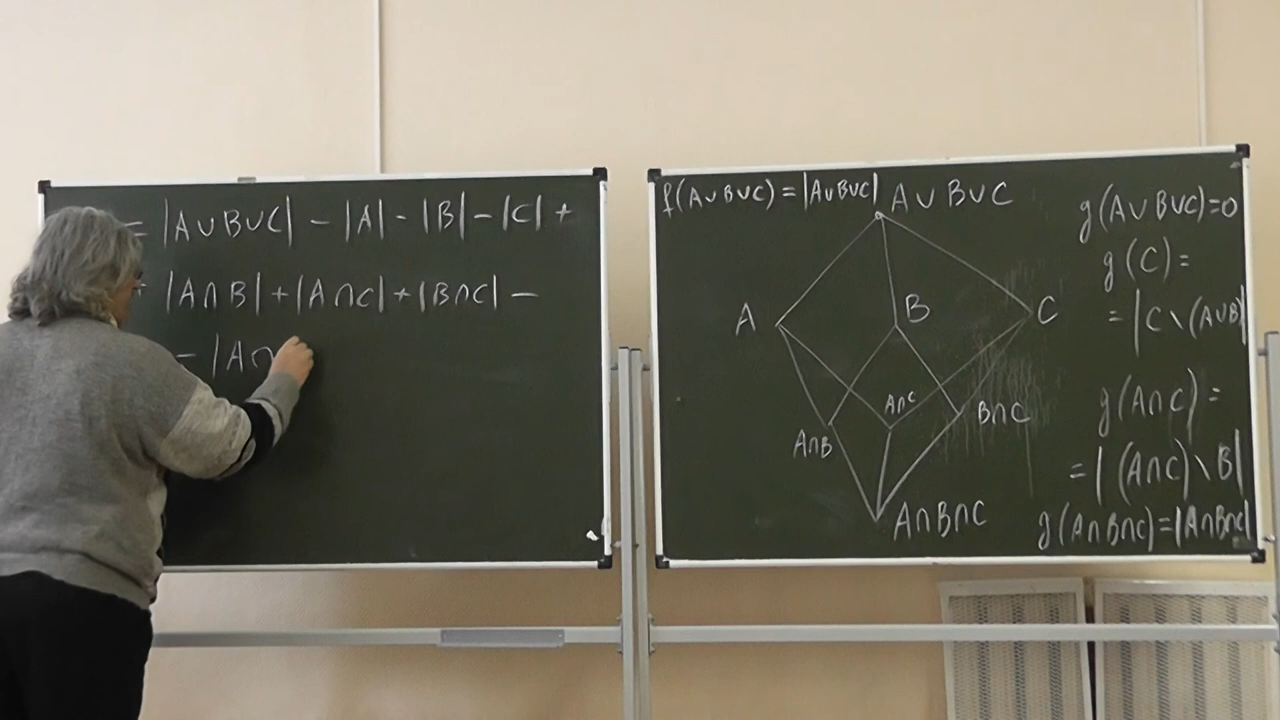 = |A∪B∪C| - |A| - |B| - |C| +
+ |A∩B| + |A∩C| + |B∩C| -
- |A∩
f(A∪B∪C) = |A∪B∪C|
A∪B∪C
A
B
C
A∩B
A∩C
B∩C
A∩B∩C
g(A∪B∪C)=0
g(C) =
= |C \ (A∪B)|
g(A∩C) =
= |(A∩C) \ B|
g(A∩B∩C)=|A∩B∩C|